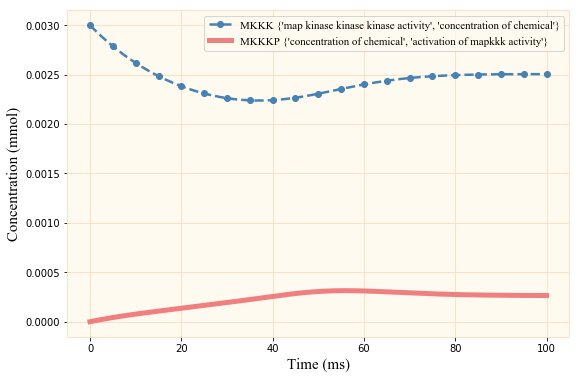 MKKK {'map kinase kinase kinase activity', 'concentration of chemical'}
MKKKP {'concentration of chemical', 'activation of mapkkk activity'}
0.0030
0.0025
0.0020
0.0015
0.0010
0.0005
0.0000
Concentration (mmol)
0 20 40 60 80 100
Time (ms)